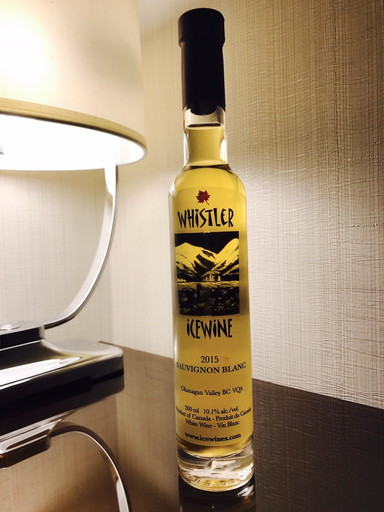 WHiSTLER
iCEWiNE
2015
SAUVIGNON BLANC
Okanagan Valley BC VQA
200 ml 10.1% alc./vol.
Product of Canada - Produit du Canada
White Wine - Vin Blanc
www.icewines.com